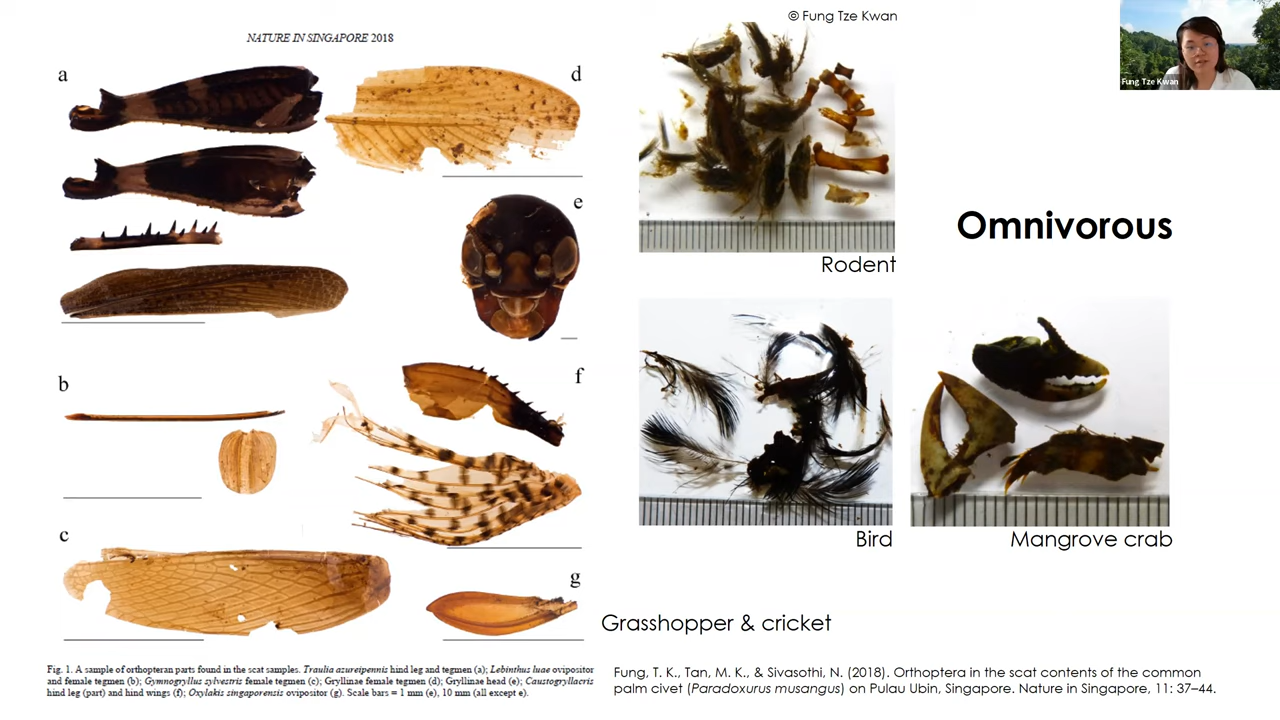 © Fung Tze Kwan
Fung Tze Kwan
NATURE IN SINGAPORE 2018
a
d
e
b
f
c
g
Omnivorous
Rodent
Bird
Mangrove crab
Grasshopper & cricket
Fig. 1. A sample of orthopteran parts found in the scat samples. Traulia azureipennis hind leg and tegmen (a); Lebinthus luae ovipositor
and female tegmen (b); Gymnogryllus sylvestris female tegmen (c); Gryllinae female tegmen (d); Gryllinae head (e); Caustogryllacris
hind leg (part) and hind wings (f); Oxylakis singaporensis ovipositor (g). Scale bars = 1 mm (e), 10 mm (all except e).
Fung, T. K., Tan, M. K., & Sivasothi, N. (2018). Orthoptera in the scat contents of the common
palm civet (Paradoxurus musangus) on Pulau Ubin, Singapore. Nature in Singapore, 11: 37–44.